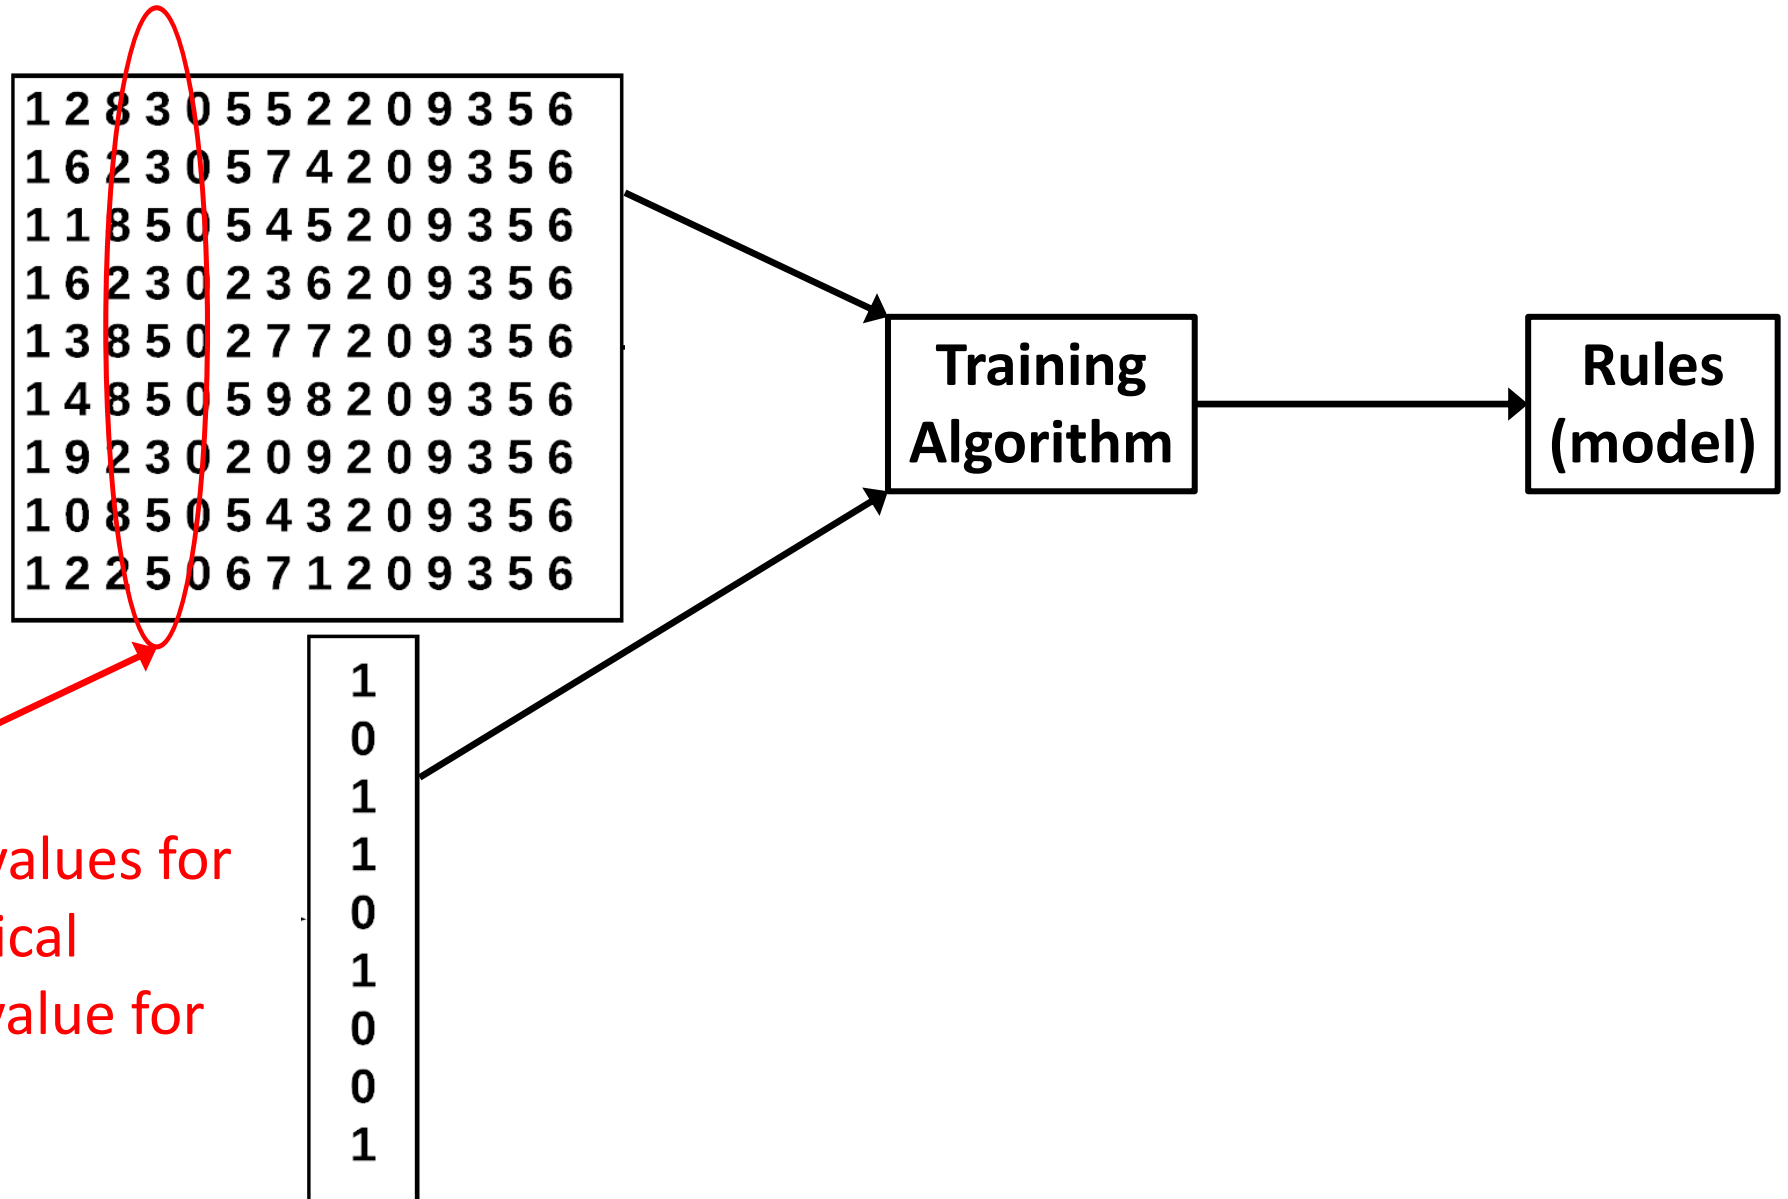 1 2 8 3 0 5 5 2 2 0 9 3 5 6
1 6 2 3 0 5 7 4 2 0 9 3 5 6
1 1 8 5 0 5 4 5 2 0 9 3 5 6
1 6 2 3 0 2 3 6 2 0 9 3 5 6
1 3 8 5 0 2 7 7 2 0 9 3 5 6
1 4 8 5 0 5 9 8 2 0 9 3 5 6
1 9 2 3 0 2 0 9 2 0 9 3 5 6
1 0 8 5 0 5 4 3 2 0 9 3 5 6
1 2 2 5 0 6 7 1 2 0 9 3 5 6
Training
Algorithm
Rules
(model)
1
0
1
1
0
1
0
0
1
values for
ical
value for